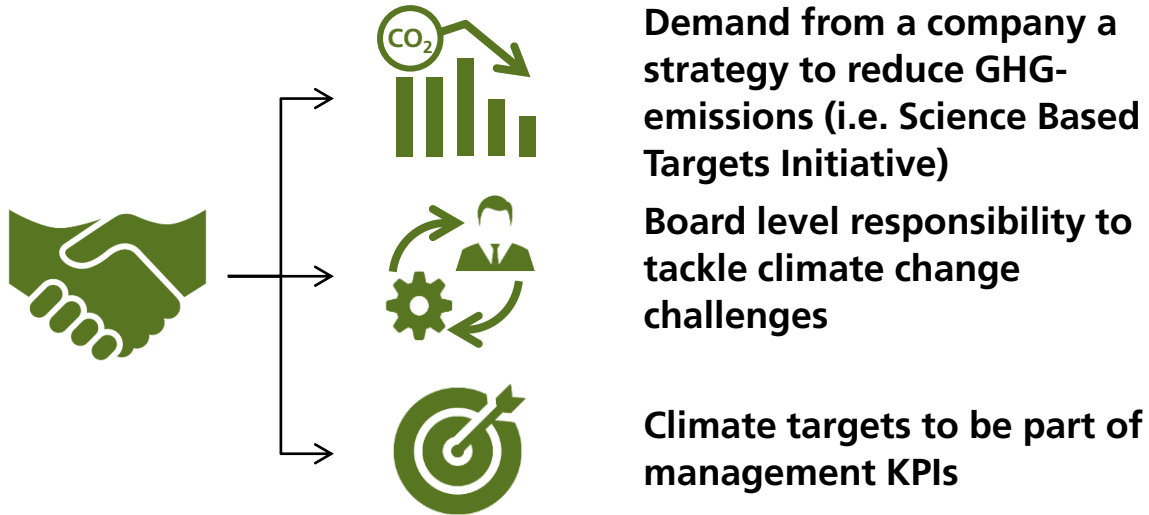 CO₂
Demand from a company a
strategy to reduce GHG-
emissions (i.e. Science Based
Targets Initiative)
Board level responsibility to
tackle climate change
challenges
Climate targets to be part of
management KPIs